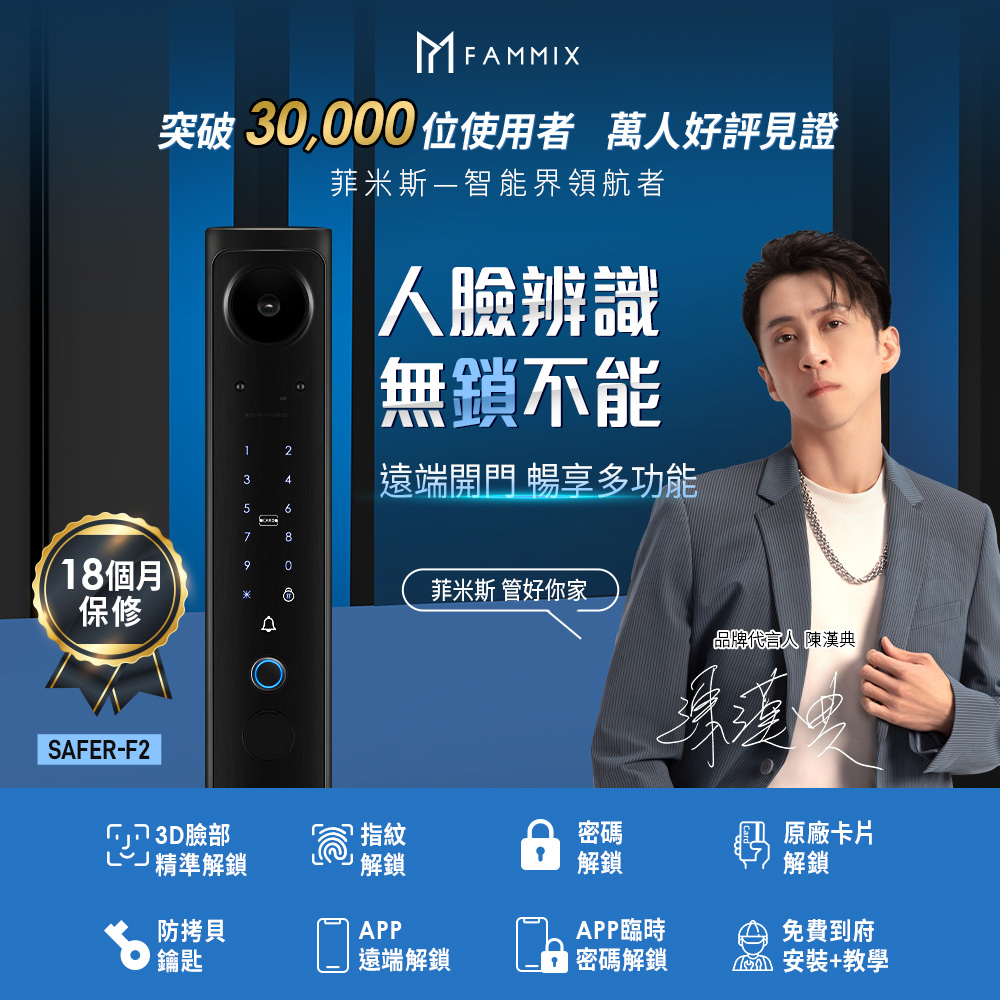 FAMMIX
突破 30,000 位使用者 萬人好評見證
菲米斯—智能界領航者
人臉辨識
無鎖不能
遠端開門 暢享多功能
1 2
3 4
5 6
CARD
7 8
9 0
*
菲米斯 管好你家
18個月
保修
品牌代言人 陳漢典
陳漢典
SAFER-F2
3D臉部
精準解鎖
指紋
解鎖
密碼
解鎖
Card
原廠卡片
解鎖
防拷貝
鑰匙
APP
遠端解鎖
APP臨時
密碼解鎖
免費到府
安裝+教學